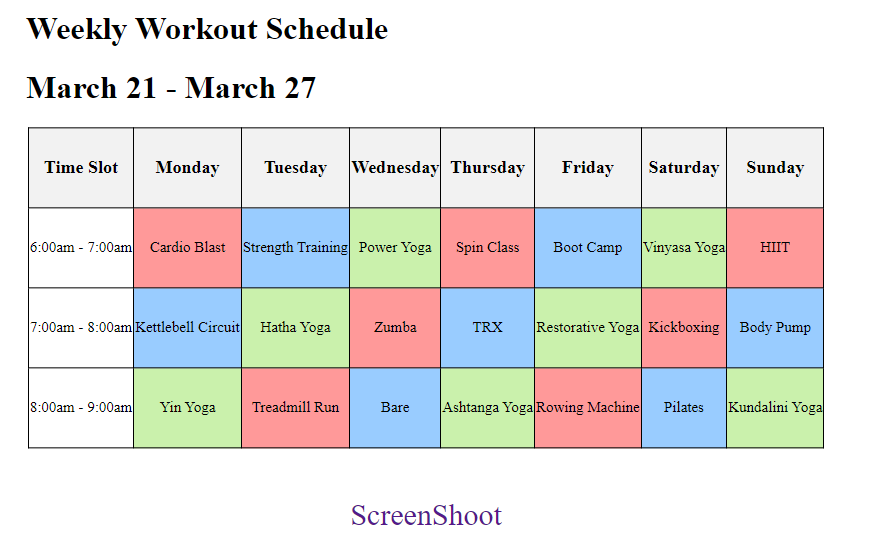 Weekly Workout Schedule
March 21 - March 27
Time Slot Monday Tuesday Wednesday Thursday Friday Saturday Sunday
6:00am - 7:00am Cardio Blast Strength Training Power Yoga Spin Class Boot Camp Vinyasa Yoga HIIT
7:00am - 8:00am Kettlebell Circuit Hatha Yoga Zumba TRX Restorative Yoga Kickboxing Body Pump
8:00am - 9:00am Yin Yoga Treadmill Run Bare Ashtanga Yoga Rowing Machine Pilates Kundalini Yoga
ScreenShoot